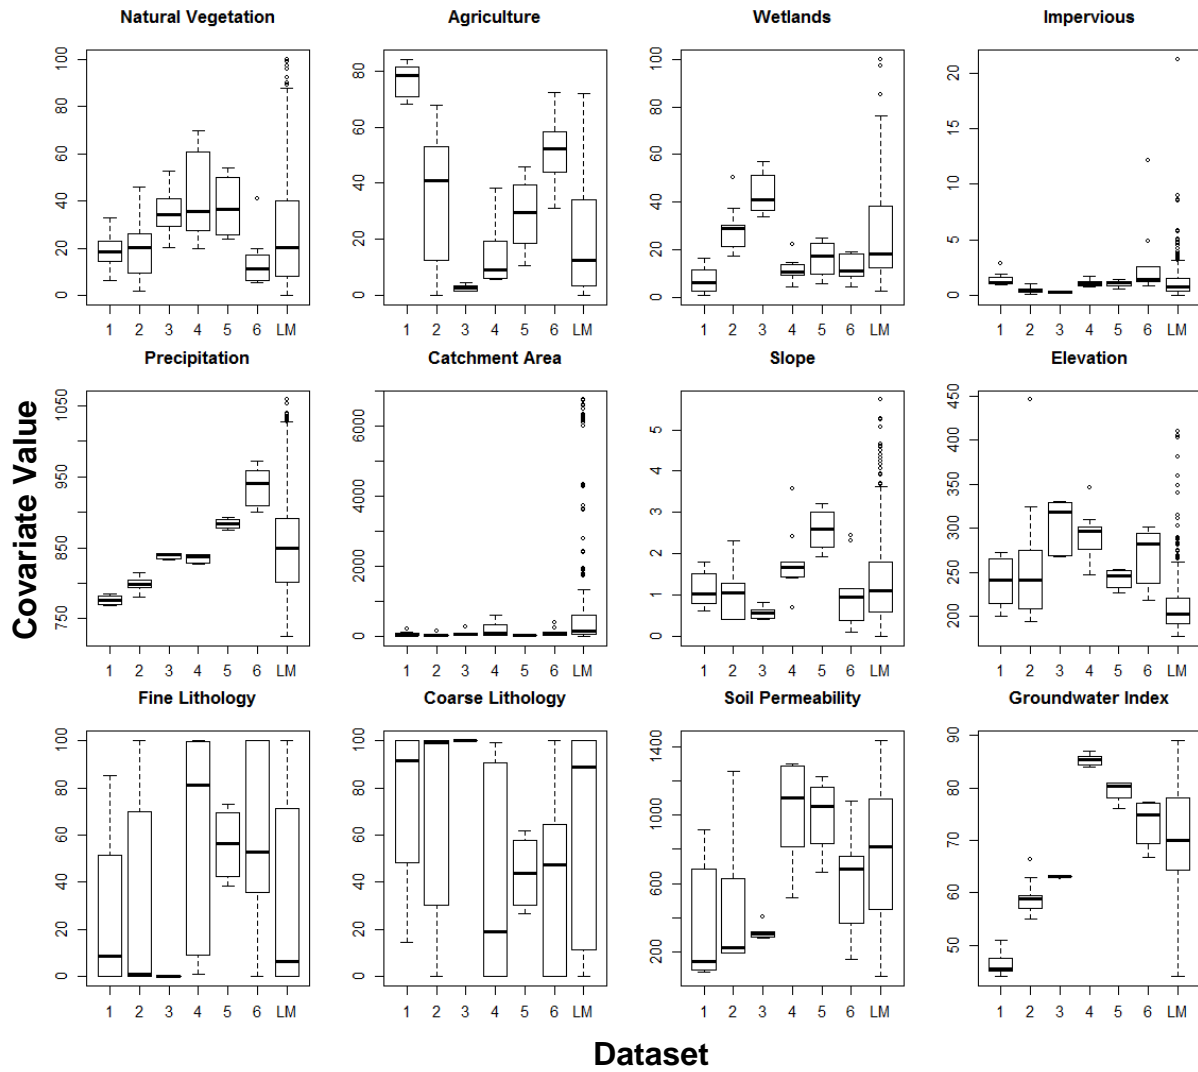 Natural Vegetation
Agriculture
Wetlands
Impervious
0 20 40 60 80 100
0 20 40 60 80
0 20 40 60 80 100
0 5 10 15 20
1 2 3 4 5 6 LM
1 2 3 4 5 6 LM
1 2 3 4 5 6 LM
1 2 3 4 5 6 LM
Precipitation
Catchment Area
Slope
Elevation
Covariate Value
750 850 950 1050
0 2000 4000 6000
0 1 2 3 4 5
200 250 300 350 400 450
1 2 3 4 5 6 LM
1 2 3 4 5 6 LM
1 2 3 4 5 6 LM
1 2 3 4 5 6 LM
Fine Lithology
Coarse Lithology
Soil Permeability
Groundwater Index
0 20 40 60 80 100
0 20 40 60 80 100
200 600 1000 1400
50 60 70 80 90
1 2 3 4 5 6 LM
1 2 3 4 5 6 LM
1 2 3 4 5 6 LM
1 2 3 4 5 6 LM
Dataset